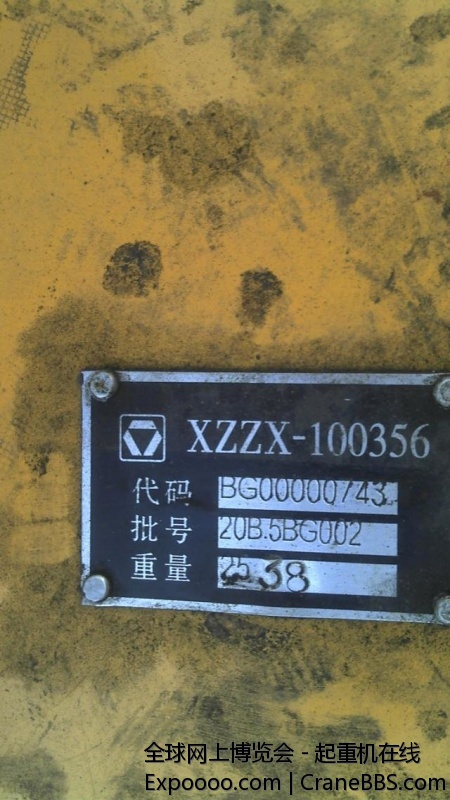 XZZX-100356
代码 BG00000743
批号 20B.5BG002
重量 38
全球网上博览会 - 起重机在线
Expoooo.com | CraneBBS.com